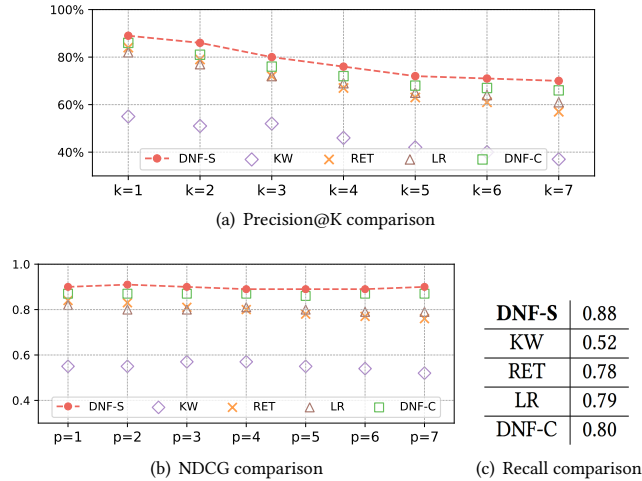 100%
80%
60%
40%
DNF-S KW RET LR DNF-C
k=1 k=2 k=3 k=4 k=5 k=6 k=7
(a) Precision@K comparison
1.0
0.8
0.6
0.4
DNF-S KW RET LR DNF-C
p=1 p=2 p=3 p=4 p=5 p=6 p=7
(b) NDCG comparison
DNF-S 0.88
KW 0.52
RET 0.78
LR 0.79
DNF-C 0.80
(c) Recall comparison